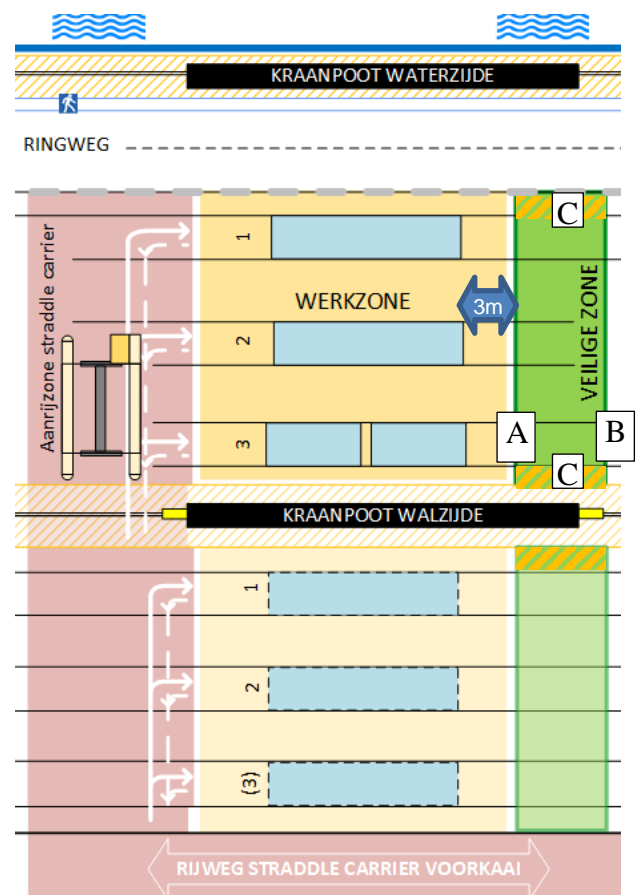 KRAANPOOT WATERZIJDE
RINGWEG
Aanrijzone straddle carrier
1
WERKZONE
3m
C
VEILIGE ZONE
2
3
A
B
C
KRAANPOOT WALZIJDE
1
2
(3)
RIJWEG STRADDLE CARRIER VOORKAAI